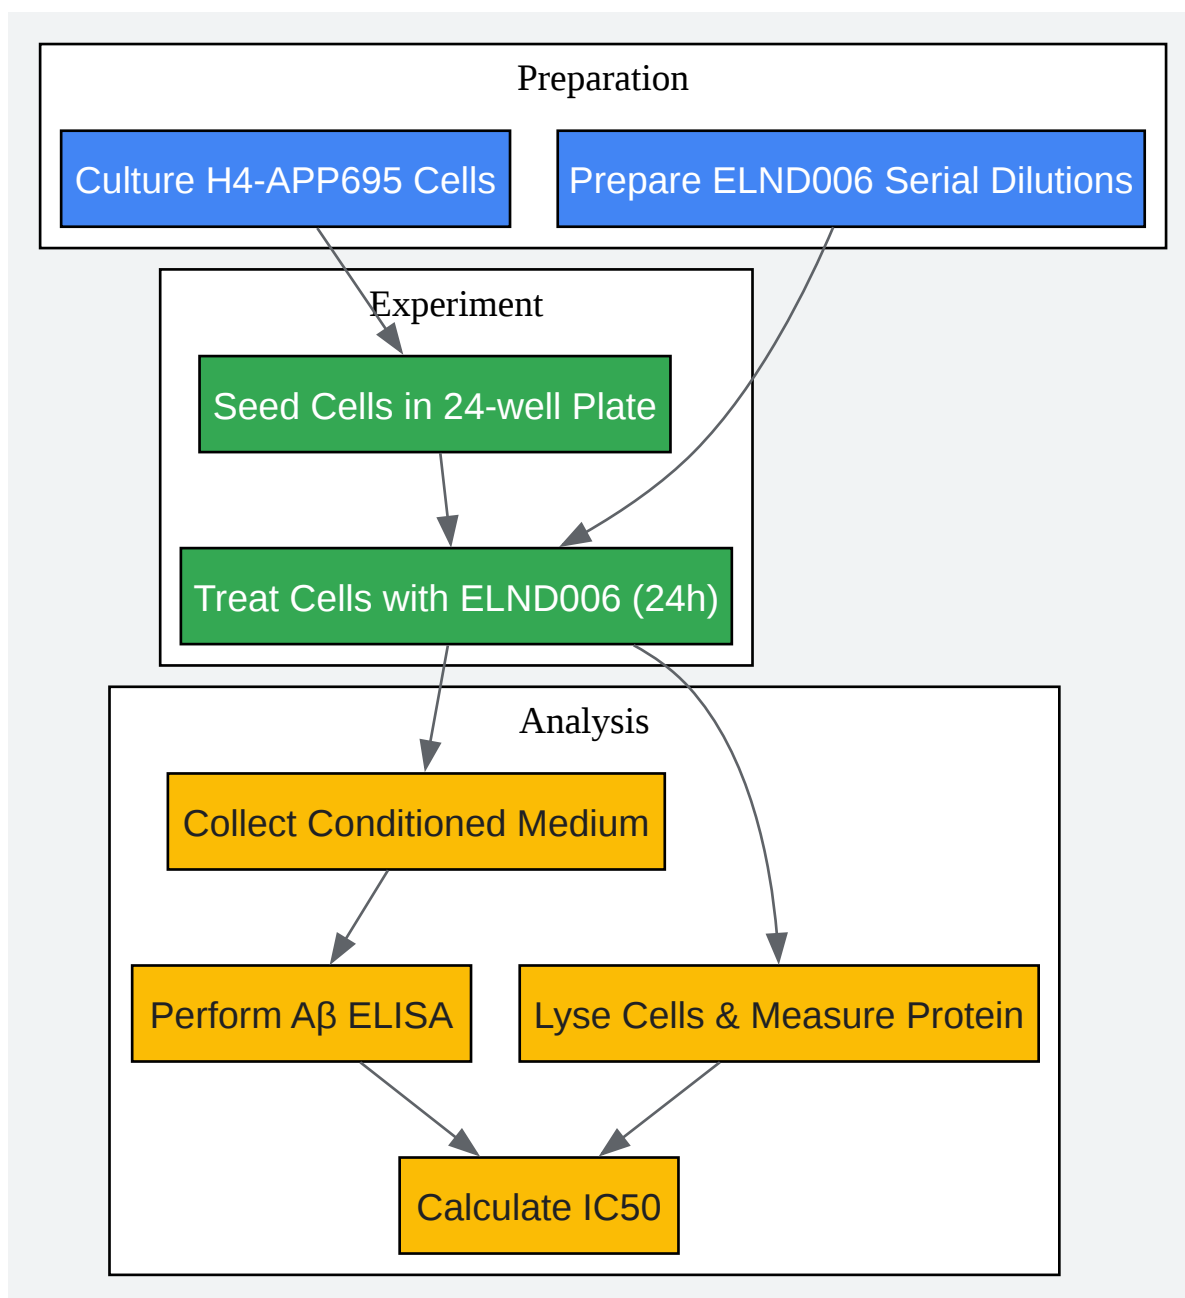 Preparation
Culture H4-APP695 Cells
Prepare ELND006 Serial Dilutions
Experiment
Seed Cells in 24-well Plate
Treat Cells with ELND006 (24h)
Analysis
Collect Conditioned Medium
Perform Aβ ELISA
Lyse Cells & Measure Protein
Calculate IC50